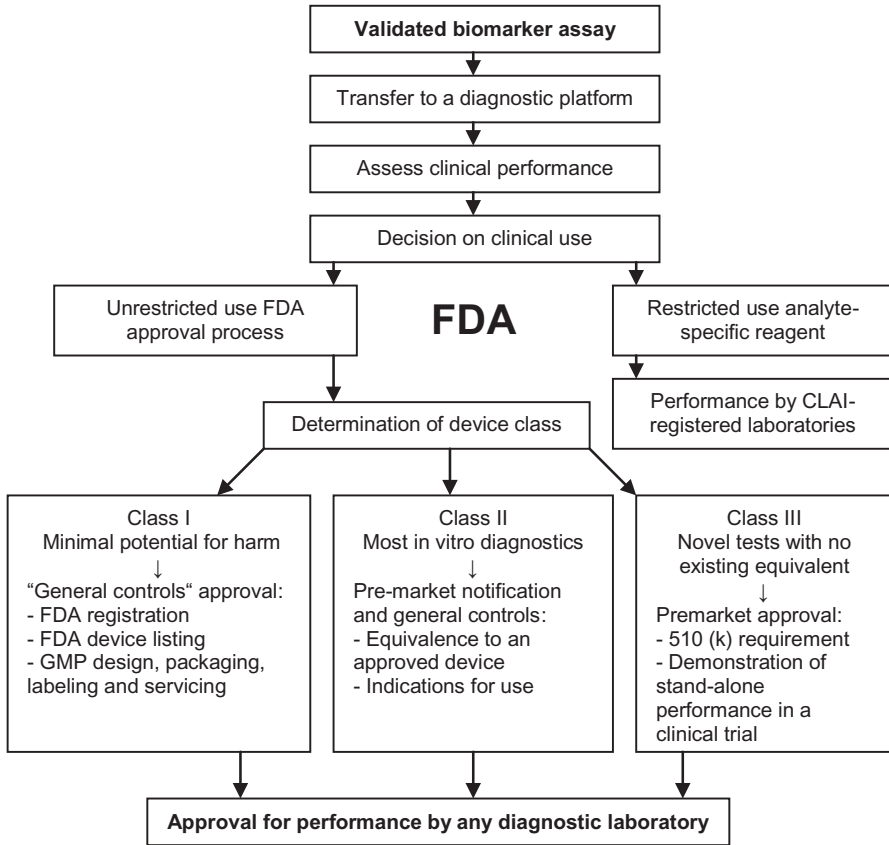 Validated biomarker assay
Transfer to a diagnostic platform
Assess clinical performance
Decision on clinical use
Unrestricted use FDA
approval process
FDA
Restricted use analyte-
specific reagent
Performance by CLAI-
registered laboratories
Determination of device class
Class I
Minimal potential for harm
↓
“General controls“ approval:
- FDA registration
- FDA device listing
- GMP design, packaging,
labeling and servicing
Class II
Most in vitro diagnostics
↓
Pre-market notification
and general controls:
- Equivalence to an
approved device
- Indications for use
Class III
Novel tests with no
existing equivalent
↓
Premarket approval:
- 510 (k) requirement
- Demonstration of
stand-alone
performance in a
clinical trial
Approval for performance by any diagnostic laboratory